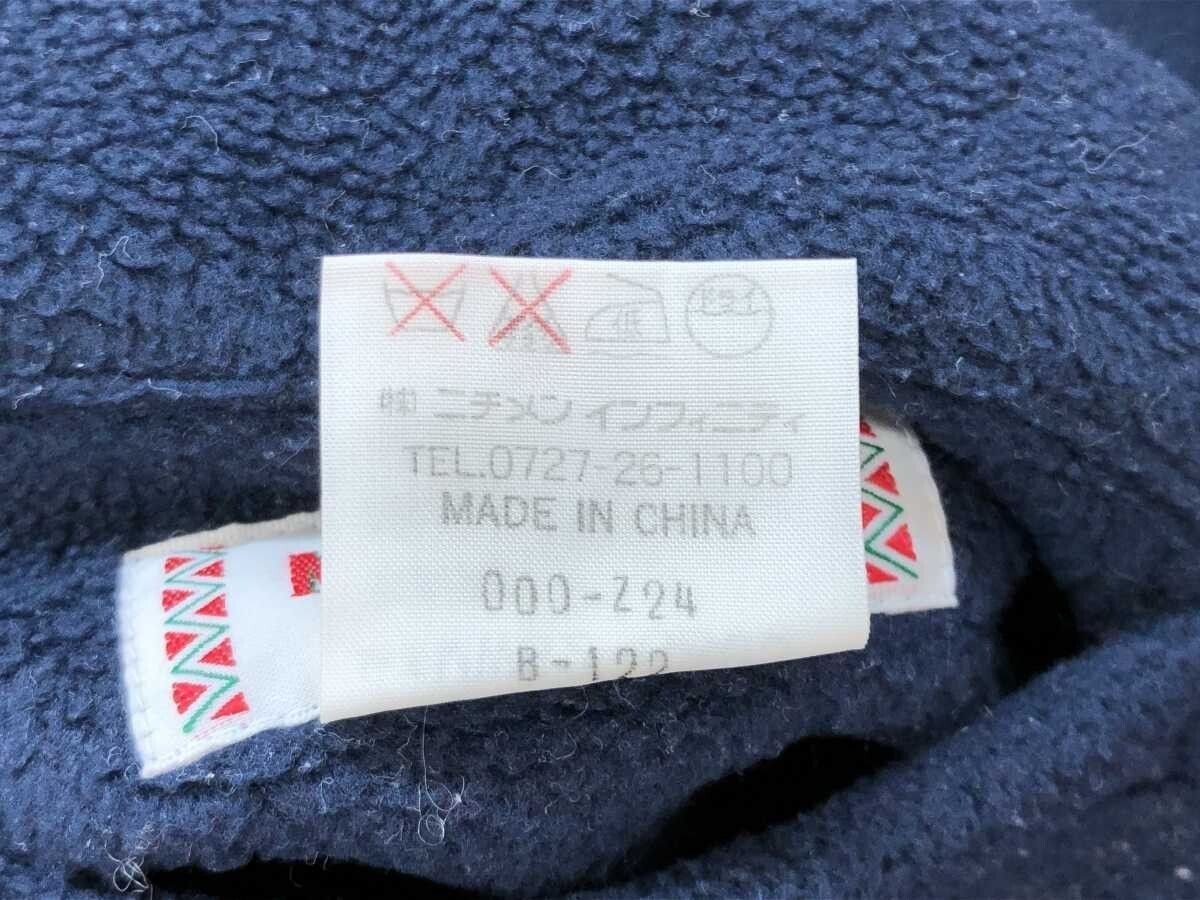 低 ドライ
㈱ ニチメン インフィニティ
TEL.0727-26-1100
MADE IN CHINA
000-Z24
B-122